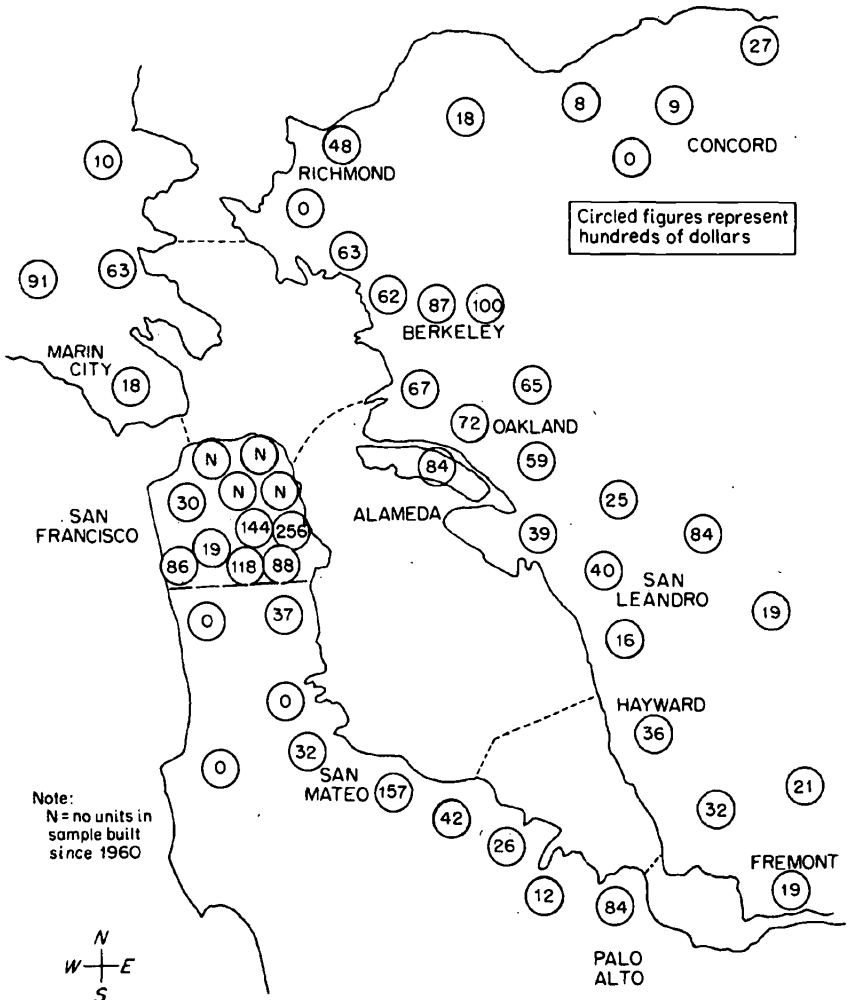 27
8
9
18
48
0
CONCORD
10
RICHMOND
0
Circled figures represent
hundreds of dollars
63
63
91
62
87
100
BERKELEY
MARIN
CITY
18
67
65
72
OAKLAND
N
N
84
59
30
N
N
25
SAN
FRANCISCO
ALAMEDA
144
256
39
84
19
86
118
88
40
SAN
LEANDRO
0
37
19
16
0
HAYWARD
36
32
0
SAN
MATEO
157
21
Note:
N = no units in
sample built
since 1960
42
32
26
FREMONT
19
12
84
N
W
E
S
PALO
ALTO